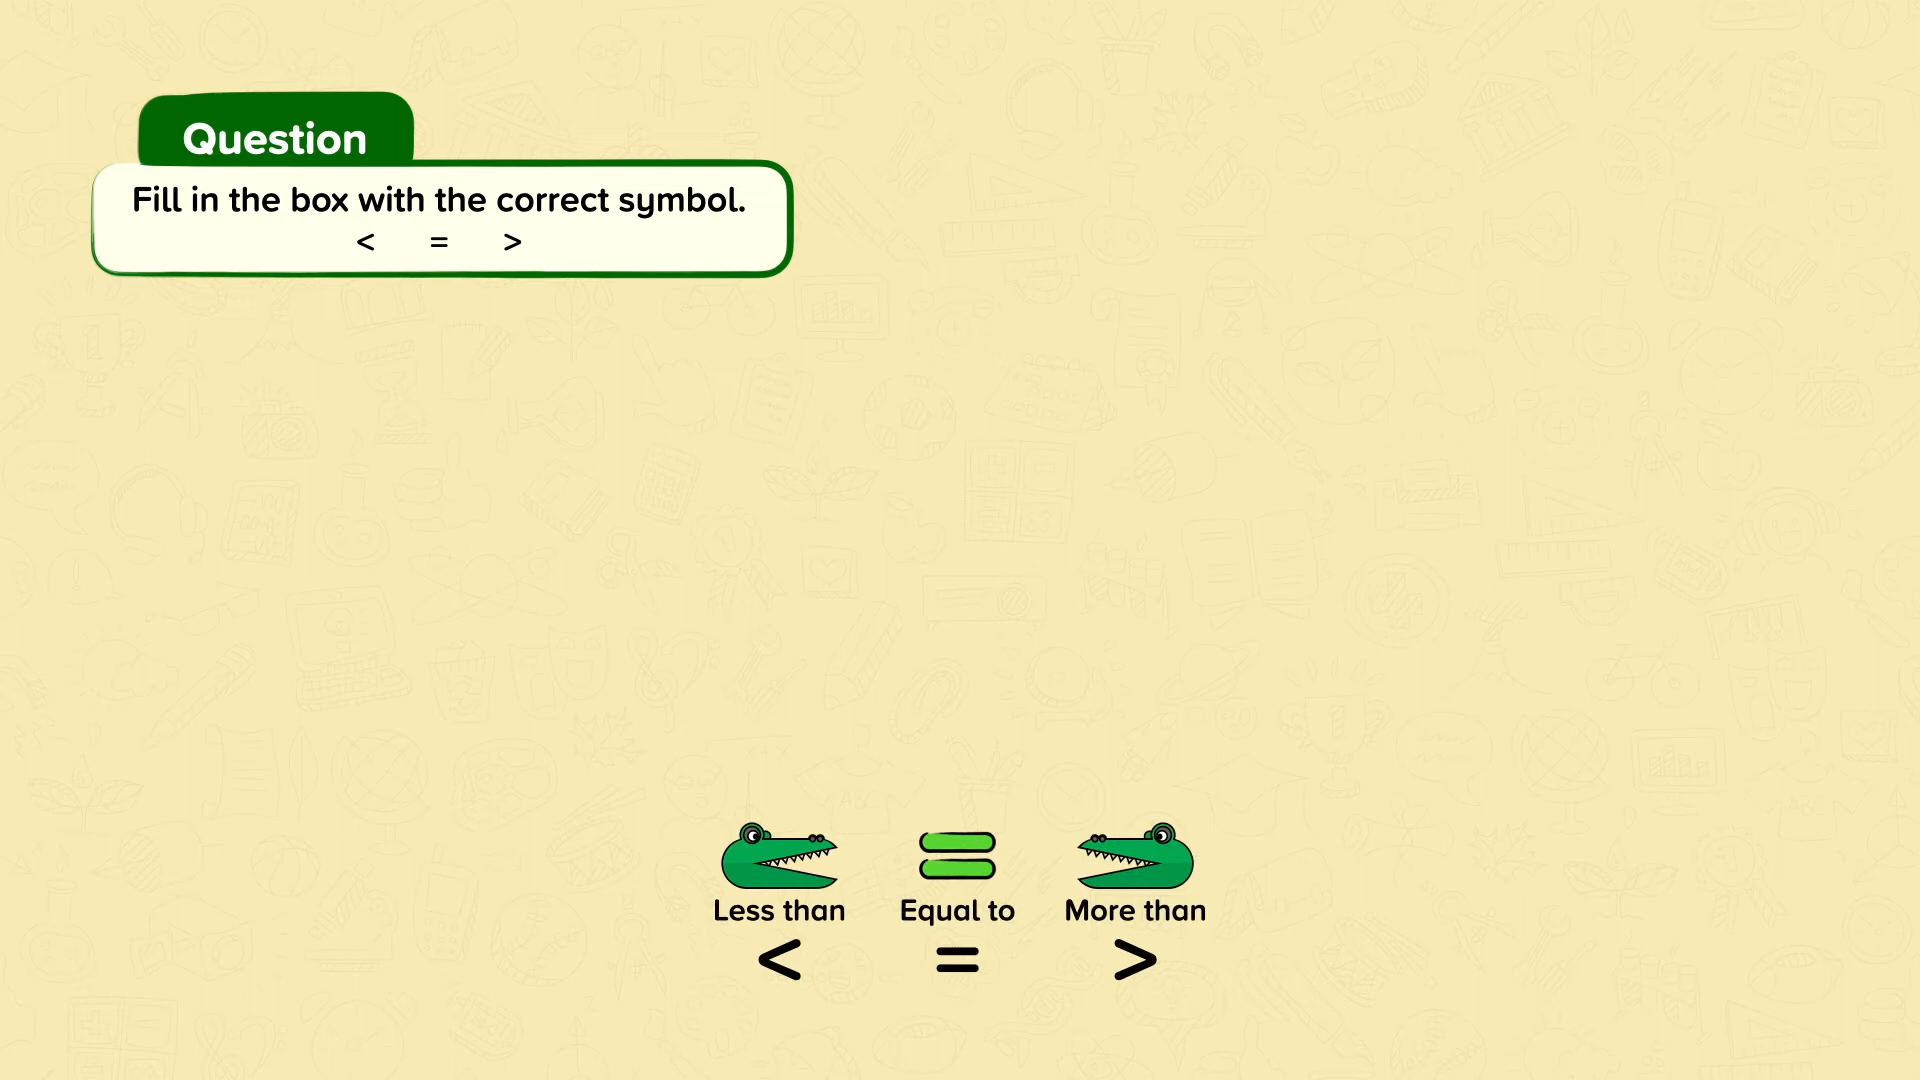 Question
Fill in the box with the correct symbol.
< = >
Less than Equal to More than
< = >